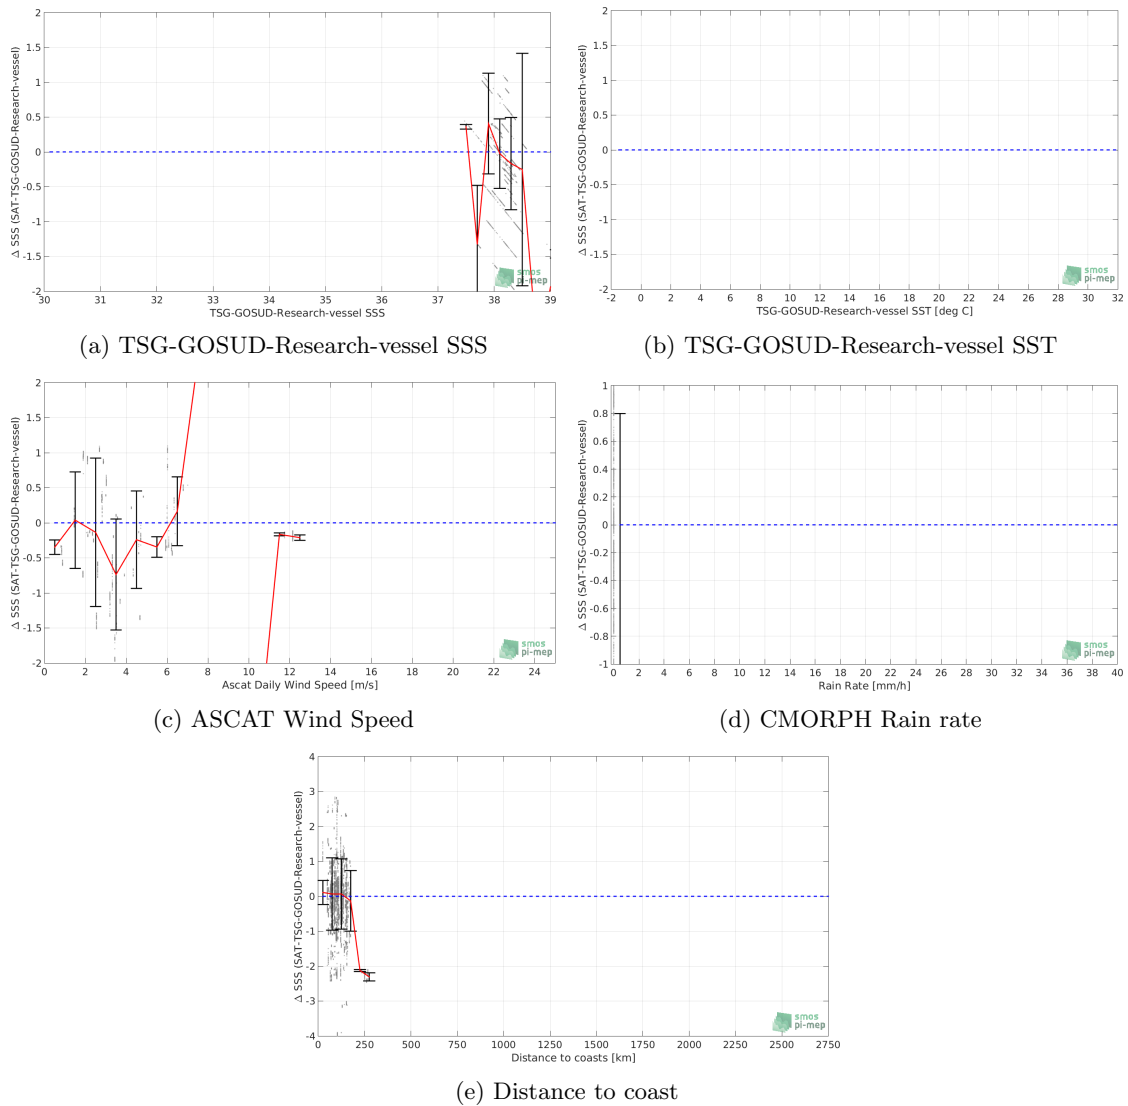 Δ SSS (SAT-TSG-GOSUD-Research-vessel)
2
1.5
1
0.5
0
-0.5
-1
-1.5
-2
30 31 32 33 34 35 36 37 38 39
TSG-GOSUD-Research-vessel SSS
smos
pi-mep
(a) TSG-GOSUD-Research-vessel SSS
Δ SSS (SAT-TSG-GOSUD-Research-vessel)
2
1.5
1
0.5
0
-0.5
-1
-1.5
-2
-2 0 2 4 6 8 10 12 14 16 18 20 22 24 26 28 30 32
TSG-GOSUD-Research-vessel SST [deg C]
smos
pi-mep
(b) TSG-GOSUD-Research-vessel SST
Δ SSS (SAT-TSG-GOSUD-Research-vessel)
2
1.5
1
0.5
0
-0.5
-1
-1.5
-2
0 2 4 6 8 10 12 14 16 18 20 22 24
Ascat Daily Wind Speed [m/s]
smos
pi-mep
(c) ASCAT Wind Speed
Δ SSS (SAT-TSG-GOSUD-Research-vessel)
1
0.8
0.6
0.4
0.2
0
-0.2
-0.4
-0.6
-0.8
-1
0 2 4 6 8 10 12 14 16 18 20 22 24 26 28 30 32 34 36 38 40
Rain Rate [mm/h]
smos
pi-mep
(d) CMORPH Rain rate
Δ SSS (SAT-TSG-GOSUD-Research-vessel)
4
3
2
1
0
-1
-2
-3
-4
0 250 500 750 1000 1250 1500 1750 2000 2250 2500 2750
Distance to coasts [km]
smos
pi-mep
(e) Distance to coast